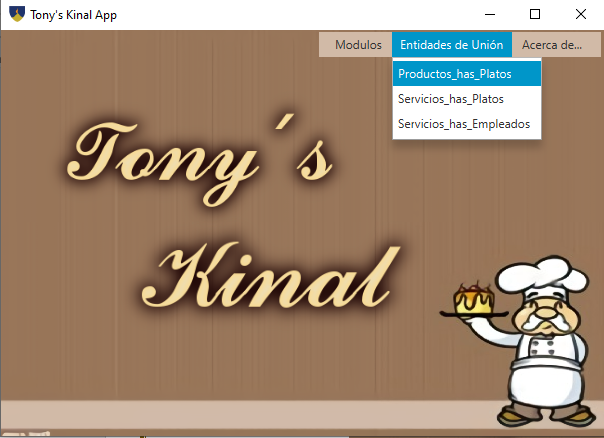 Tony's Kinal App
Modulos Entidades de Unión Acerca de...
Productos_has_Platos
Servicios_has_Platos
Servicios_has_Empleados
Tony´s
Kinal